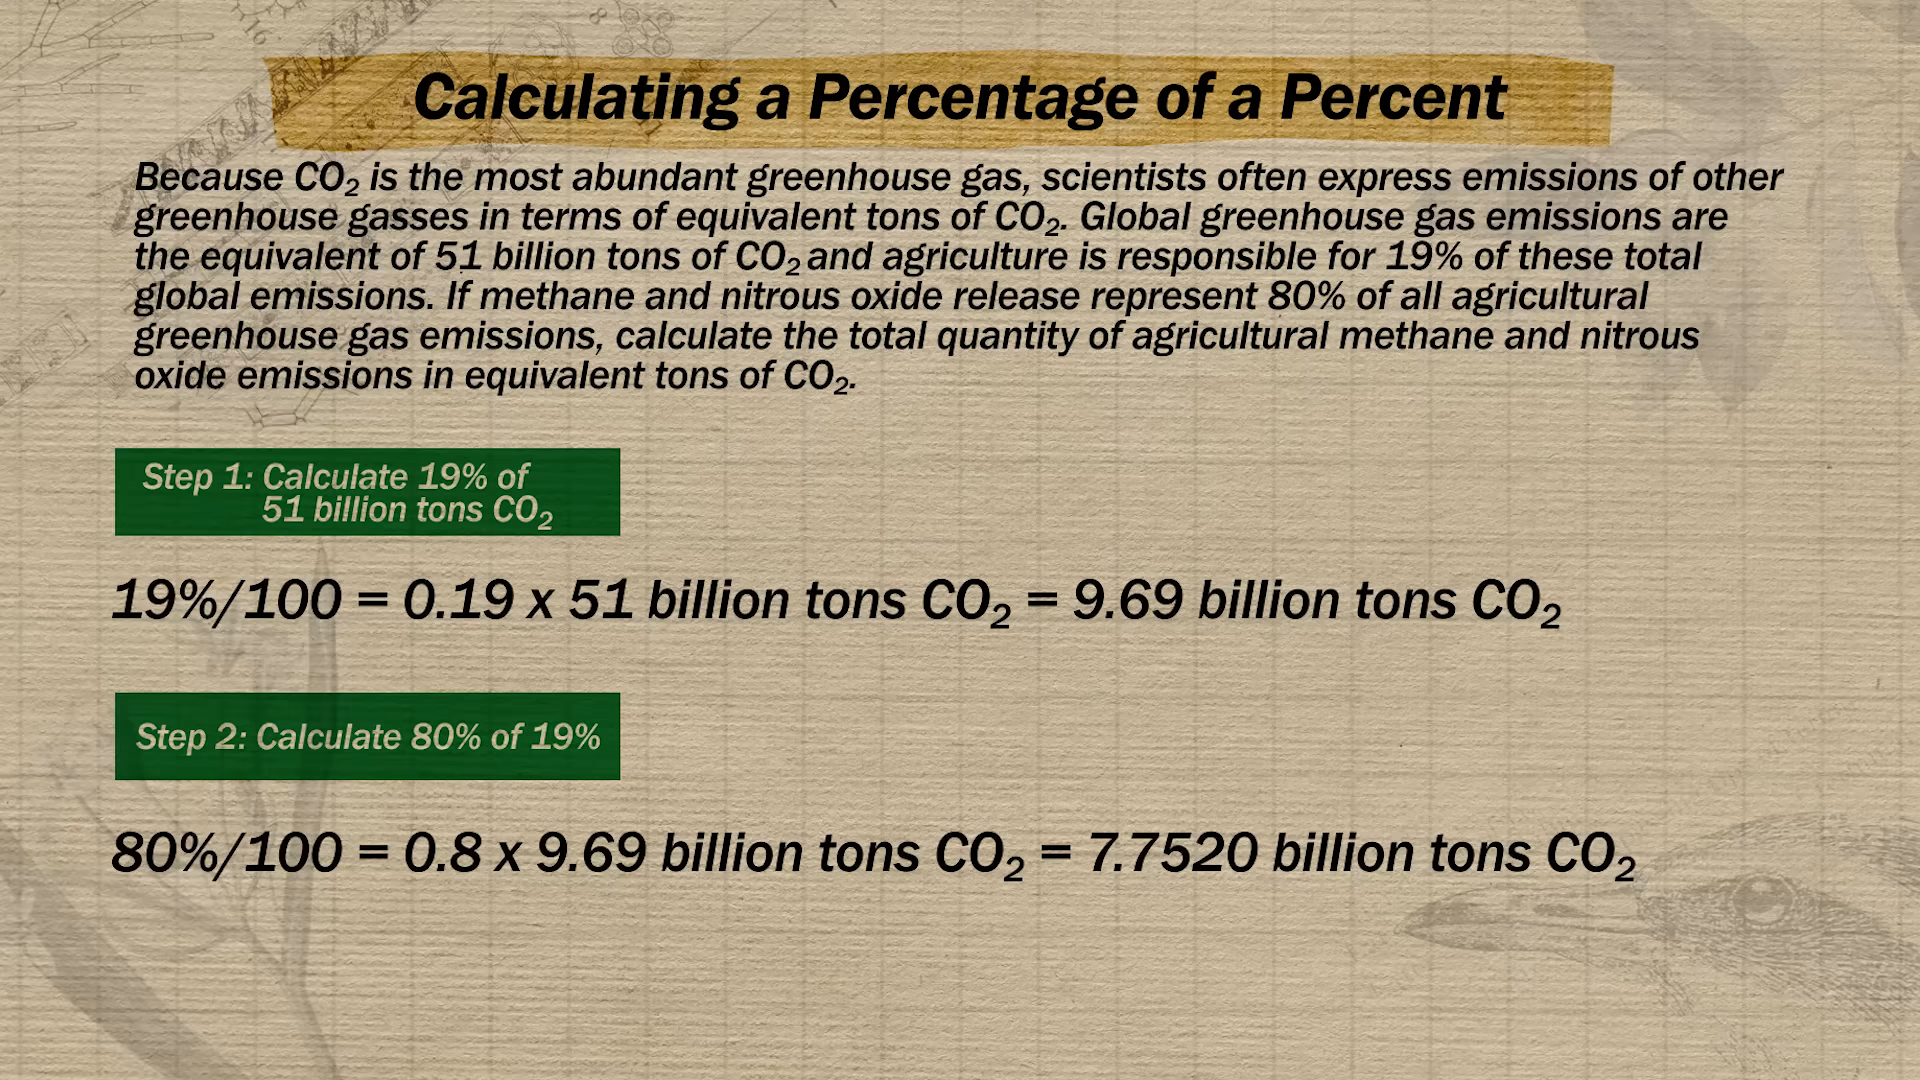 Calculating a Percentage of a Percent
Because CO₂ is the most abundant greenhouse gas, scientists often express emissions of other
greenhouse gasses in terms of equivalent tons of CO₂. Global greenhouse gas emissions are
the equivalent of 51 billion tons of CO₂ and agriculture is responsible for 19% of these total
global emissions. If methane and nitrous oxide release represent 80% of all agricultural
greenhouse gas emissions, calculate the total quantity of agricultural methane and nitrous
oxide emissions in equivalent tons of CO₂.
Step 1: Calculate 19% of
51 billion tons CO₂
19%/100 = 0.19 x 51 billion tons CO₂ = 9.69 billion tons CO₂
Step 2: Calculate 80% of 19%
80%/100 = 0.8 x 9.69 billion tons CO₂ = 7.7520 billion tons CO₂